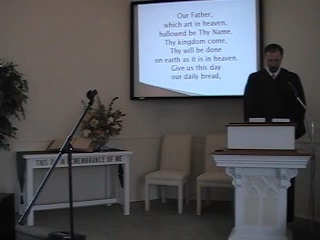 Our Father,
which art in heaven,
hallowed be Thy Name.
Thy kingdom come,
Thy will be done
on earth as it is in heaven.
Give us this day
our daily bread,
THIS DO IN REMEMBRANCE OF ME